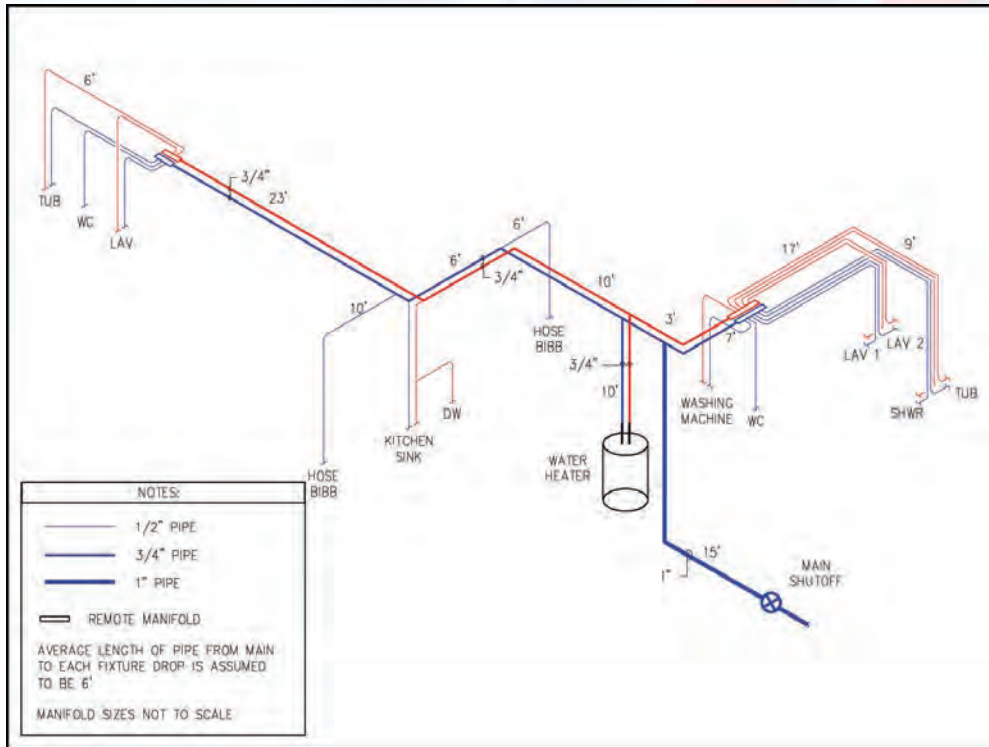 6'
3/4"
23'
TUB
WC
LAV
6'
6'
3/4"
10'
HOSE
BIBB
10'
3'
3/4"
10'
WATER
HEATER
17'
9'
7'
LAV 1
LAV 2
WASHING
MACHINE
WC
SHWR
TUB
DW
KITCHEN
SINK
HOSE
BIBB
15'
1"
MAIN
SHUTOFF
NOTES:
1/2" PIPE
3/4" PIPE
1" PIPE
REMOTE MANIFOLD
AVERAGE LENGTH OF PIPE FROM MAIN
TO EACH FIXTURE DROP IS ASSUMED
TO BE 6'
MANIFOLD SIZES NOT TO SCALE